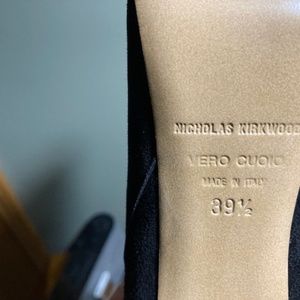 NICHOLAS KIRKWOOD
VERO CUOIO
MADE IN ITALY
39½